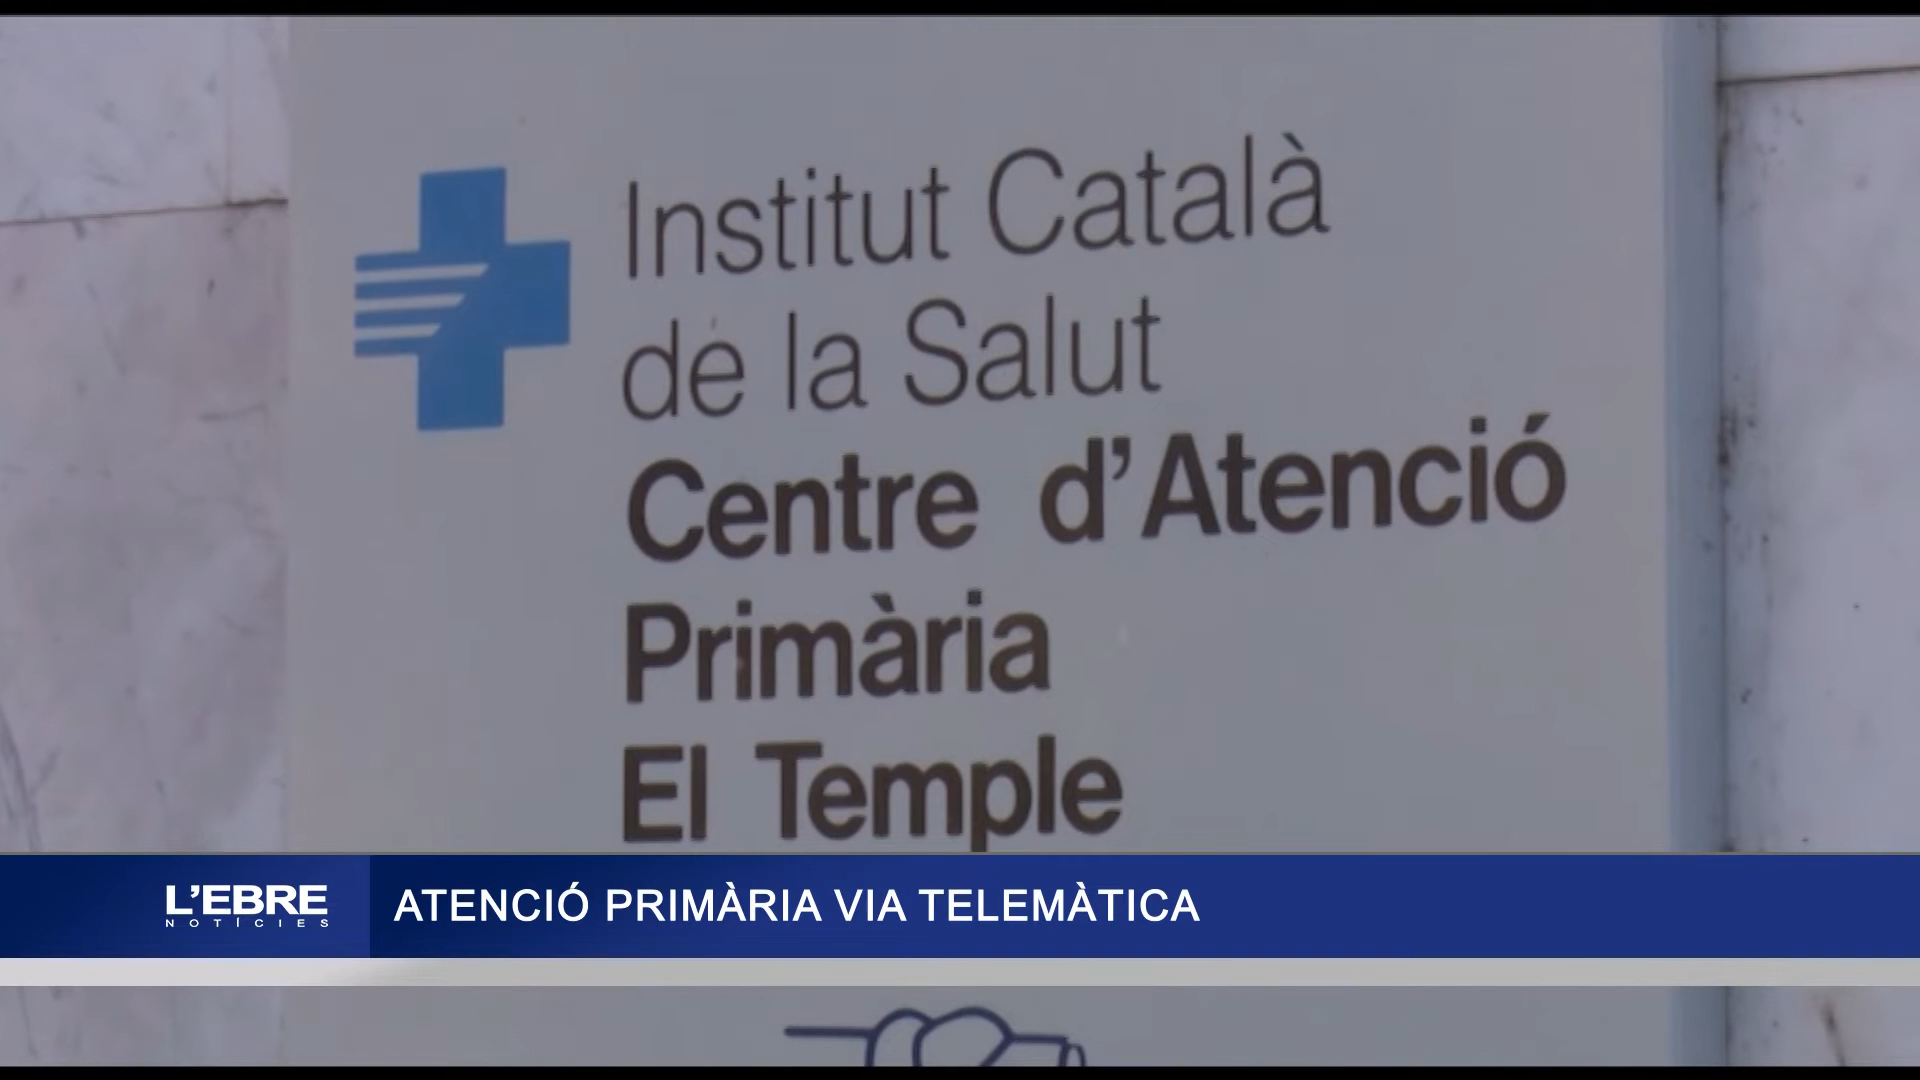 Institut Català
de la Salut
Centre d'Atenció
Primària
El Temple
L'EBRE
NOTÍCIES
ATENCIÓ PRIMÀRIA VIA TELEMÀTICA